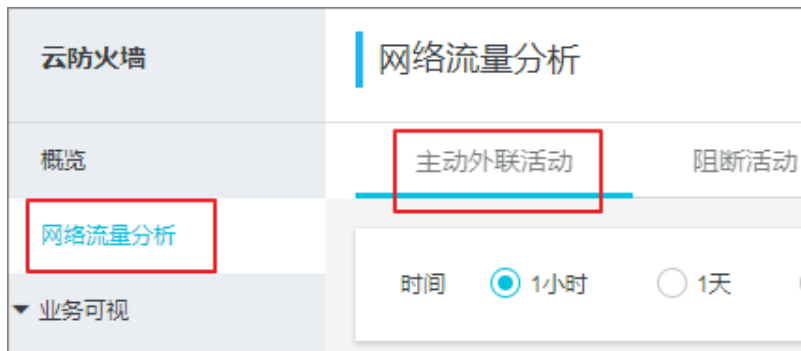 云防火墙
网络流量分析
概览
主动外联活动 阻断活动
网络流量分析
时间 1小时 1天
业务可视